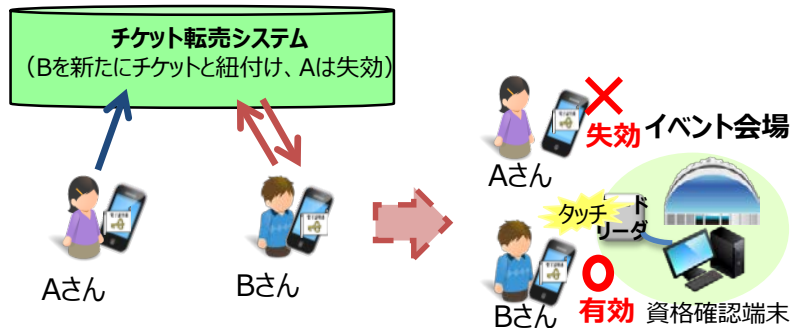 チケット転売システム
（Bを新たにチケットと紐付け、Aは失効）
Aさん
Bさん
失効
イベント会場
Aさん
タッチ
ド
リーダ
Bさん
有効
資格確認端末